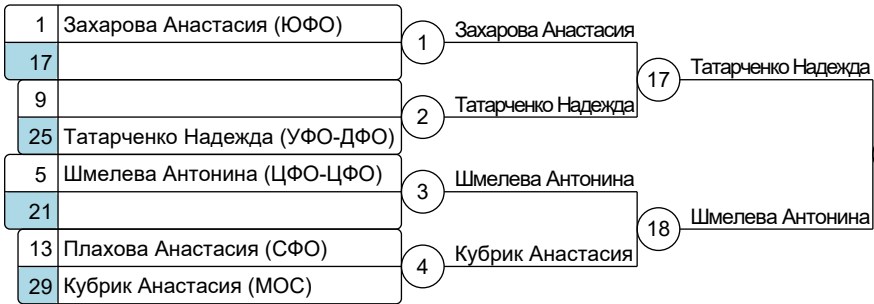 1 Захарова Анастасия (ЮФО)
17
1
Захарова Анастасия
9
25 Татарченко Надежда (УФО-ДФО)
2
Татарченко Надежда
17
Татарченко Надежда
5 Шмелева Антонина (ЦФО-ЦФО)
21
3
Шмелева Антонина
13 Плахова Анастасия (СФО)
29 Кубрик Анастасия (МОС)
4
Кубрик Анастасия
18
Шмелева Антонина